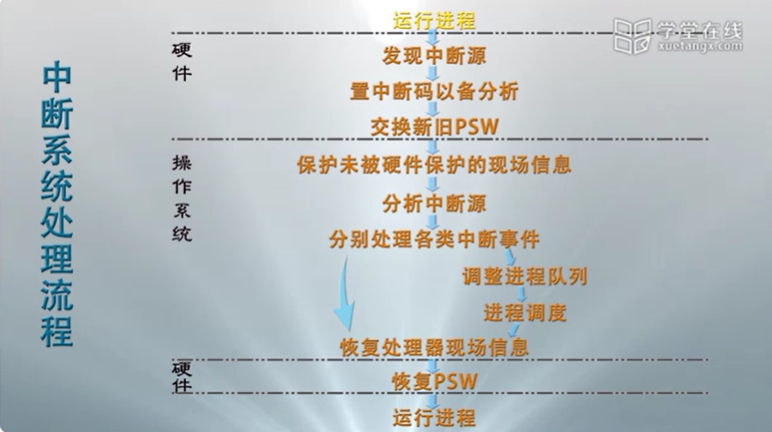 中断系统处理流程
学堂在线
xuetangx.com
运行进程
硬件
发现中断源
置中断码以备分析
交换新旧PSW
操作系统
保护未被硬件保护的现场信息
分析中断源
分别处理各类中断事件
调整进程队列
进程调度
恢复处理器现场信息
硬件
恢复PSW
运行进程